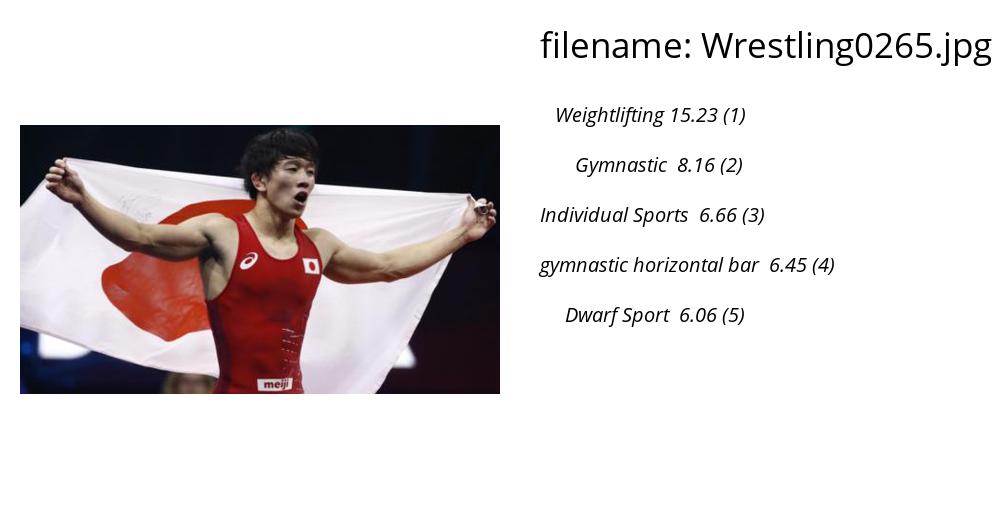 filename: Wrestling0265.jpg
Weightlifting 15.23 (1)
Gymnastic 8.16 (2)
Individual Sports 6.66 (3)
gymnastic horizontal bar 6.45 (4)
Dwarf Sport 6.06 (5)
meiji